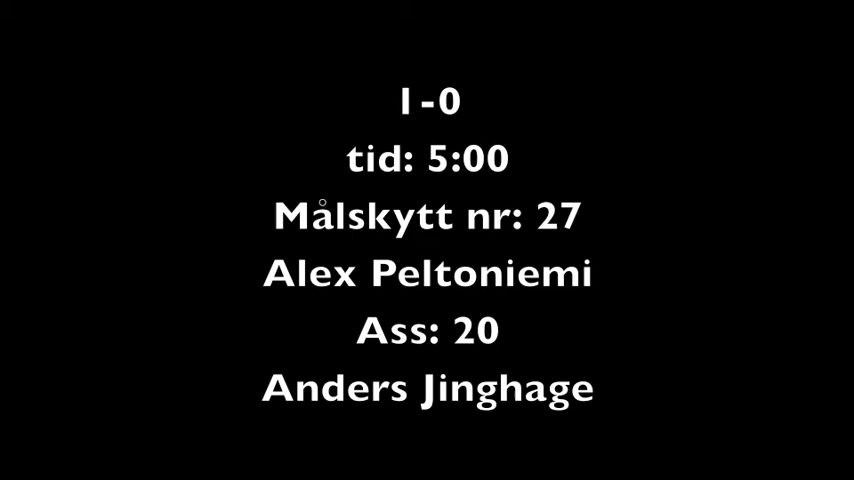 1-0
tid: 5:00
Målskytt nr: 27
Alex Peltoniemi
Ass: 20
Anders Jinghage